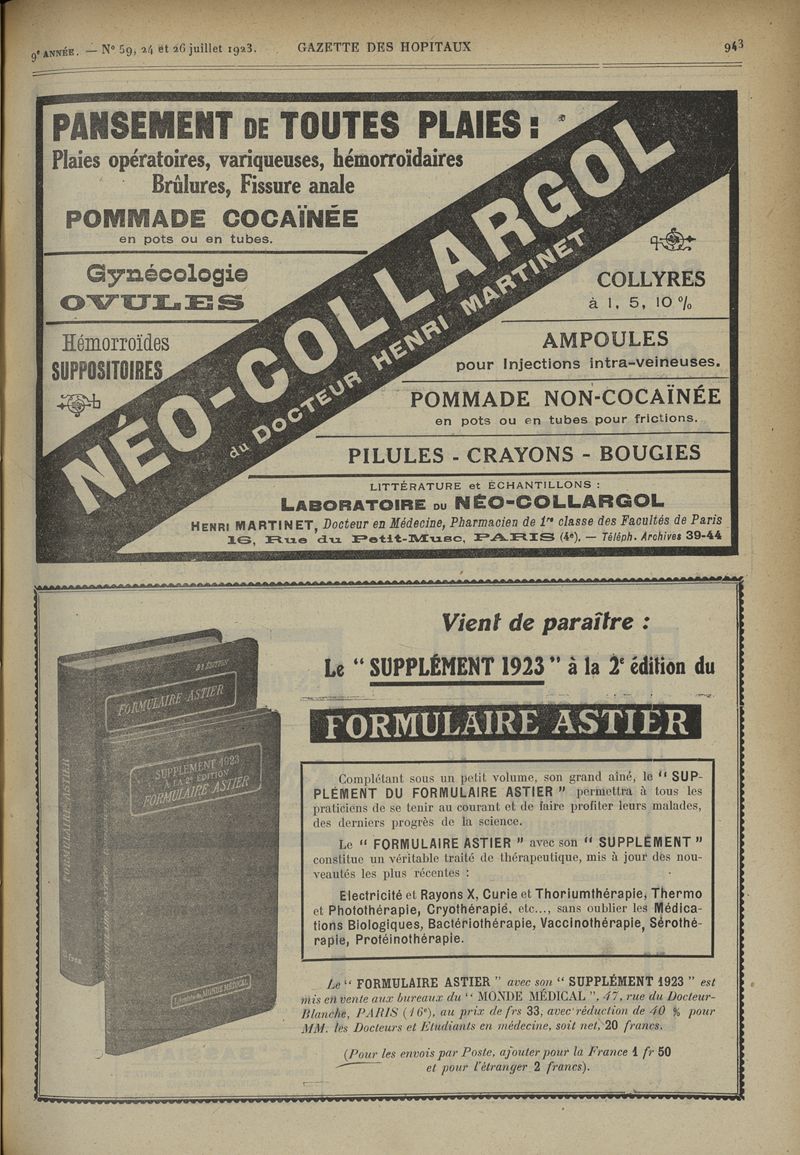 9e ANNÉE. — N° 59, 24 et 26 juillet 1923. GAZETTE DES HOPITAUX 943
PANSEMENT DE TOUTES PLAIES :
Plaies opératoires, variqueuses, hémorroïdaires
Brûlures, Fissure anale
POMMADE COCAÏNÉE
en pots ou en tubes.
Gynécologie
OVULES
Hémorroïdes
SUPPOSITOIRES
NÉO-COLLARGOL
du DOCTEUR HENRI MARTINET
COLLYRES
à 1, 5, 10 %
AMPOULES
pour Injections intra-veineuses.
POMMADE NON-COCAÏNÉE
en pots ou en tubes pour frictions.
PILULES - CRAYONS - BOUGIES
LITTÉRATURE et ÉCHANTILLONS :
LABORATOIRE DU NÉO-COLLARGOL
HENRI MARTINET, Docteur en Médecine, Pharmacien de 1re classe des Facultés de Paris
16, Rue du Petit-Musc, PARIS (4e). — Téléph. Archives 39-44
Vient de paraître :
Le “ SUPPLÉMENT 1923 ” à la 2e édition du
FORMULAIRE ASTIER
2e ÉDITION
FORMULAIRE ASTIER
SUPPLEMENT 1923
À LA 2e ÉDITION
FORMULAIRE ASTIER
FORMULAIRE ASTIER
FORMULAIRE ASTIER
Librairie du MONDE MÉDICAL
Complétant sous un petit volume, son grand aîné, le “ SUP-
PLÉMENT DU FORMULAIRE ASTIER ” permettra à tous les
praticiens de se tenir au courant et de faire profiter leurs malades,
des derniers progrès de la science.
Le “ FORMULAIRE ASTIER ” avec son “ SUPPLÉMENT ”
constitue un véritable traité de thérapeutique, mis à jour des nou-
veautés les plus récentes :
Electricité et Rayons X, Curie et Thoriumthérapie, Thermo
et Photothérapie, Cryothérapie, etc..., sans oublier les Médica-
tions Biologiques, Bactériothérapie, Vaccinothérapie, Sérothé-
rapie, Protéinothérapie.
Le “ FORMULAIRE ASTIER ” avec son “ SUPPLÉMENT 1923 ” est
mis en vente aux bureaux du “ MONDE MÉDICAL ”, 47, rue du Docteur-
Blanche, PARIS (16e), au prix de frs 33, avec réduction de 40 % pour
MM. les Docteurs et Etudiants en médecine, soit net, 20 francs.
(Pour les envois par Poste, ajouter pour la France 1 fr 50
et pour l'étranger 2 francs).